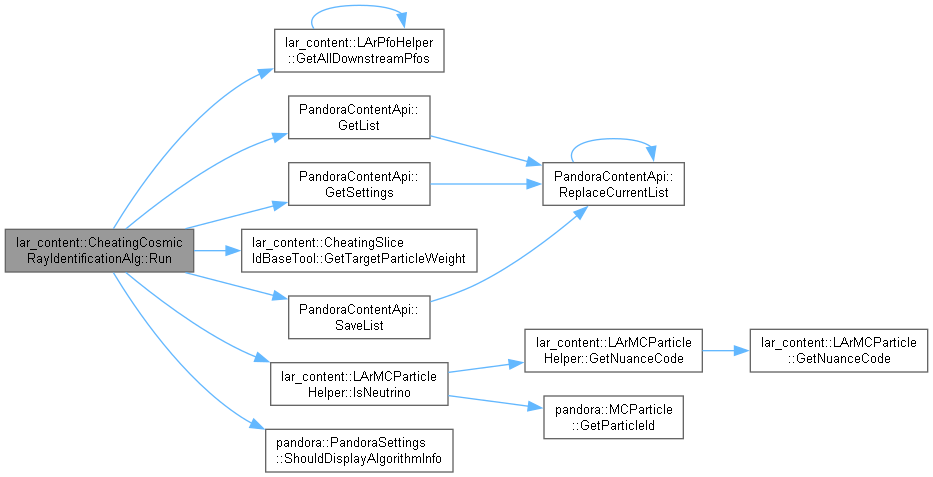 lar_content::LArPfoHelper
::GetAllDownstreamPfos
PandoraContentApi::
GetList
PandoraContentApi::
ReplaceCurrentList
PandoraContentApi::
GetSettings
lar_content::CheatingCosmic
RayIdentificationAlg::Run
lar_content::CheatingSlice
IdBaseTool::GetTargetParticleWeight
PandoraContentApi::
SaveList
lar_content::LArMCParticle
Helper::GetNuanceCode
lar_content::LArMCParticle
::GetNuanceCode
lar_content::LArMCParticle
Helper::IsNeutrino
pandora::MCParticle
::GetParticleId
pandora::PandoraSettings
::ShouldDisplayAlgorithmInfo